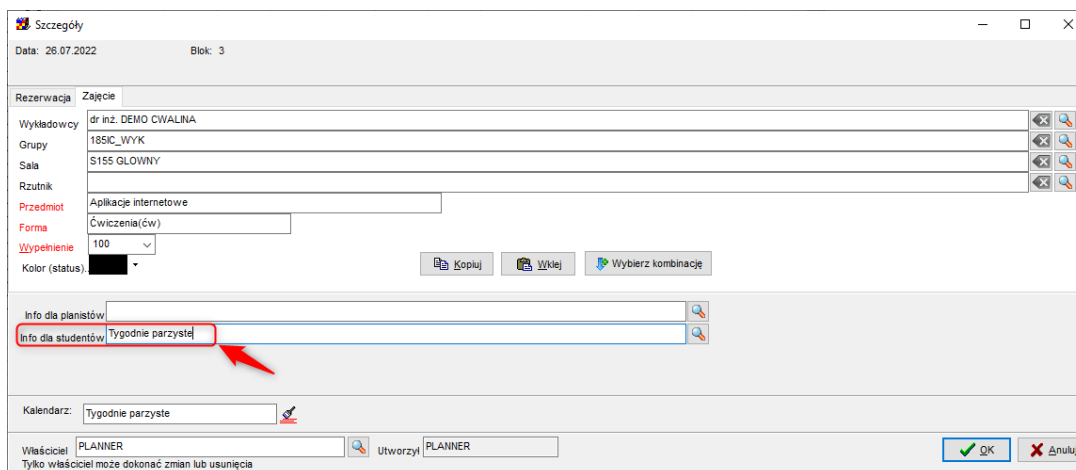 Szczegóły
Data: 26.07.2022 Blok: 3
Rezerwacja Zajęcie
Wykładowcy dr inż. DEMO CWALINA
Grupy 185IC_WYK
Sala S155 GLOWNY
Rzutnik
Przedmiot Aplikacje internetowe
Forma Ćwiczenia(ćw)
Wypełnienie 100
Kolor (status).. Kopiuj Wklej Wybierz kombinację
Info dla planistów
Info dla studentów Tygodnie parzyste
Kalendarz: Tygodnie parzyste
Właściciel PLANNER Utworzył PLANNER OK Anuluj
Tylko właściciel może dokonać zmian lub usunięcia